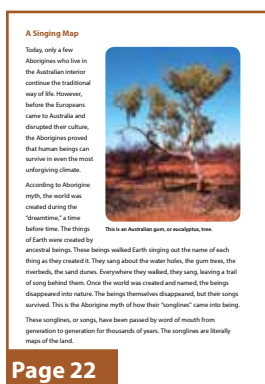 A Singing Map
Today, only a few
Aborigines who live in
the Australian interior
continue the traditional
way of life. However,
before the Europeans
came to Australia and
disrupted their culture,
the Aborigines proved
that human beings can
survive in even the most
unforgiving climate.
According to Aborigine
myth, the world was
created during the
"dreamtime," a time
before time. The things
of Earth were created by
This is an Australian gum, or eucalyptus, tree.
ancestral beings. These beings walked Earth singing out the name of each
thing as they created it. They sang about the water holes, the gum trees, the
riverbeds, the sand dunes. Everywhere they walked, they sang, leaving a trail
of song behind them. Once the world was created and named, the beings
disappeared into nature. The beings themselves disappeared, but their songs
survived. This is the Aborigine myth of how their "songlines" came into being.
These songlines, or songs, have been passed by word of mouth from
generation to generation for thousands of years. The songlines are literally
maps of the land.
Page 22